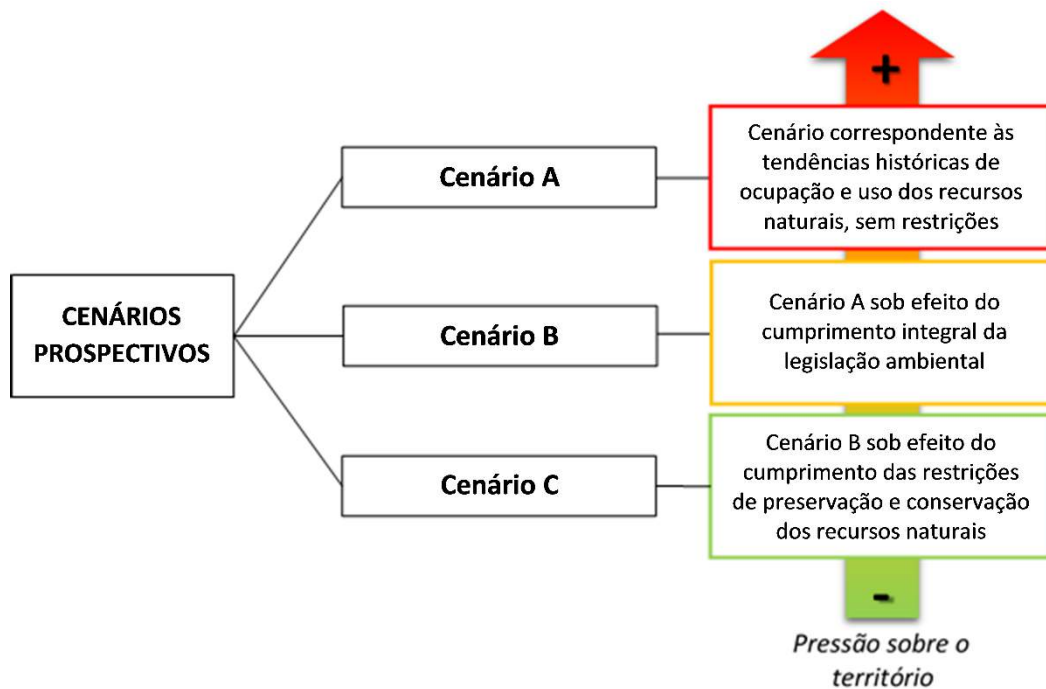 +
Cenário correspondente às
tendências históricas de
ocupação e uso dos recursos
naturais, sem restrições
Cenário A
CENÁRIOS
PROSPECTIVOS
Cenário B
Cenário A sob efeito do
cumprimento integral da
legislação ambiental
Cenário C
Cenário B sob efeito do
cumprimento das restrições
de preservação e conservação
dos recursos naturais
-
Pressão sobre o
território